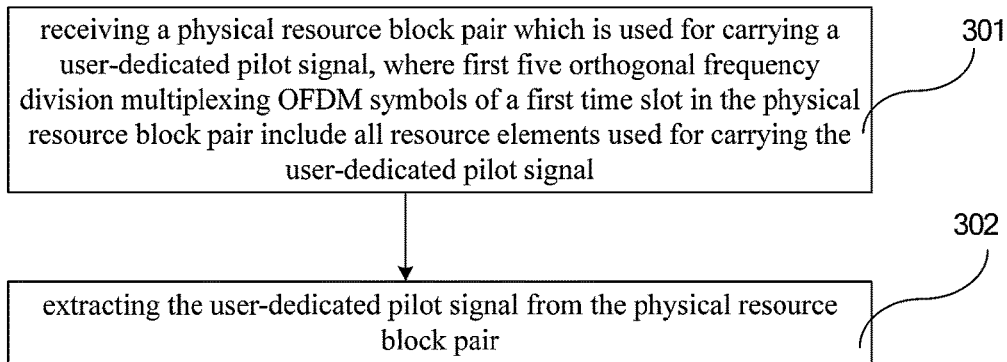 receiving a physical resource block pair which is used for carrying a
user-dedicated pilot signal, where first five orthogonal frequency
division multiplexing OFDM symbols of a first time slot in the physical
resource block pair include all resource elements used for carrying the
user-dedicated pilot signal
301
302
extracting the user-dedicated pilot signal from the physical resource
block pair